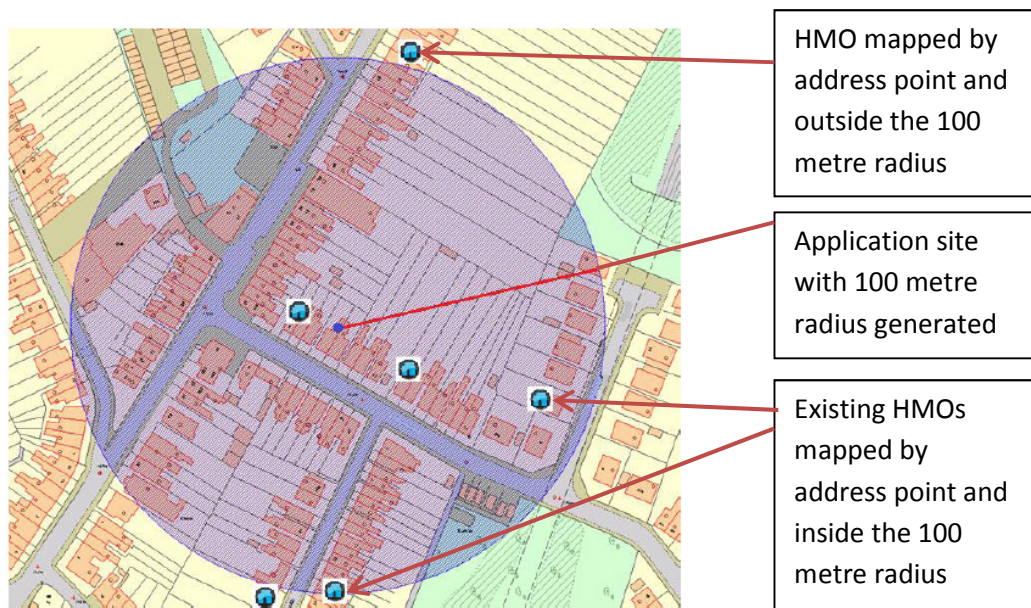 HMO mapped by
address point and
outside the 100
metre radius
Application site
with 100 metre
radius generated
Existing HMOs
mapped by
address point and
inside the 100
metre radius